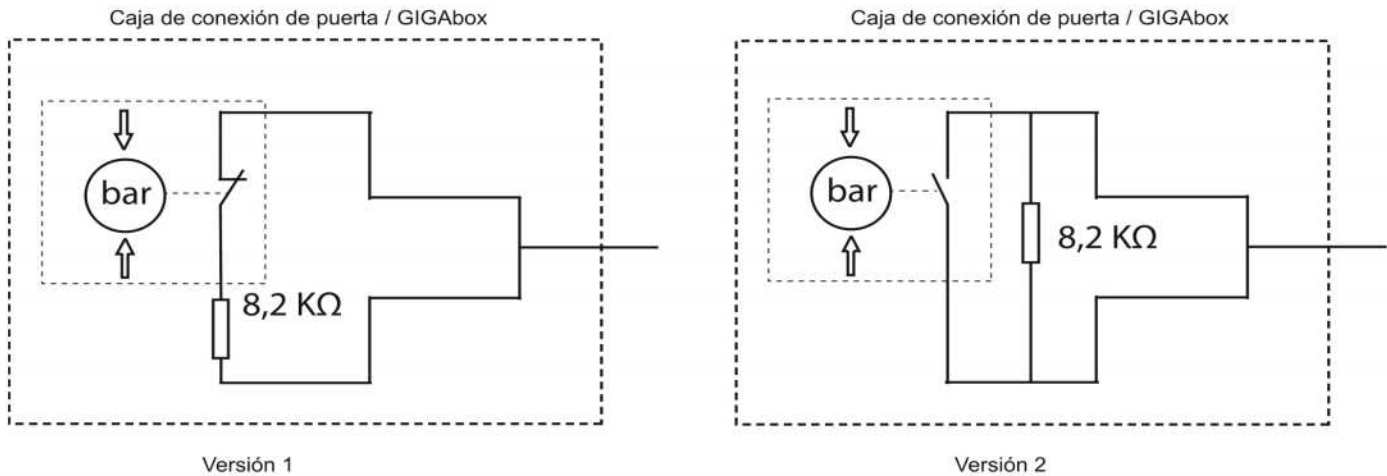 Caja de conexión de puerta / GIGAbox
bar
8,2 KΩ
Versión 1
Caja de conexión de puerta / GIGAbox
bar
8,2 KΩ
Versión 2